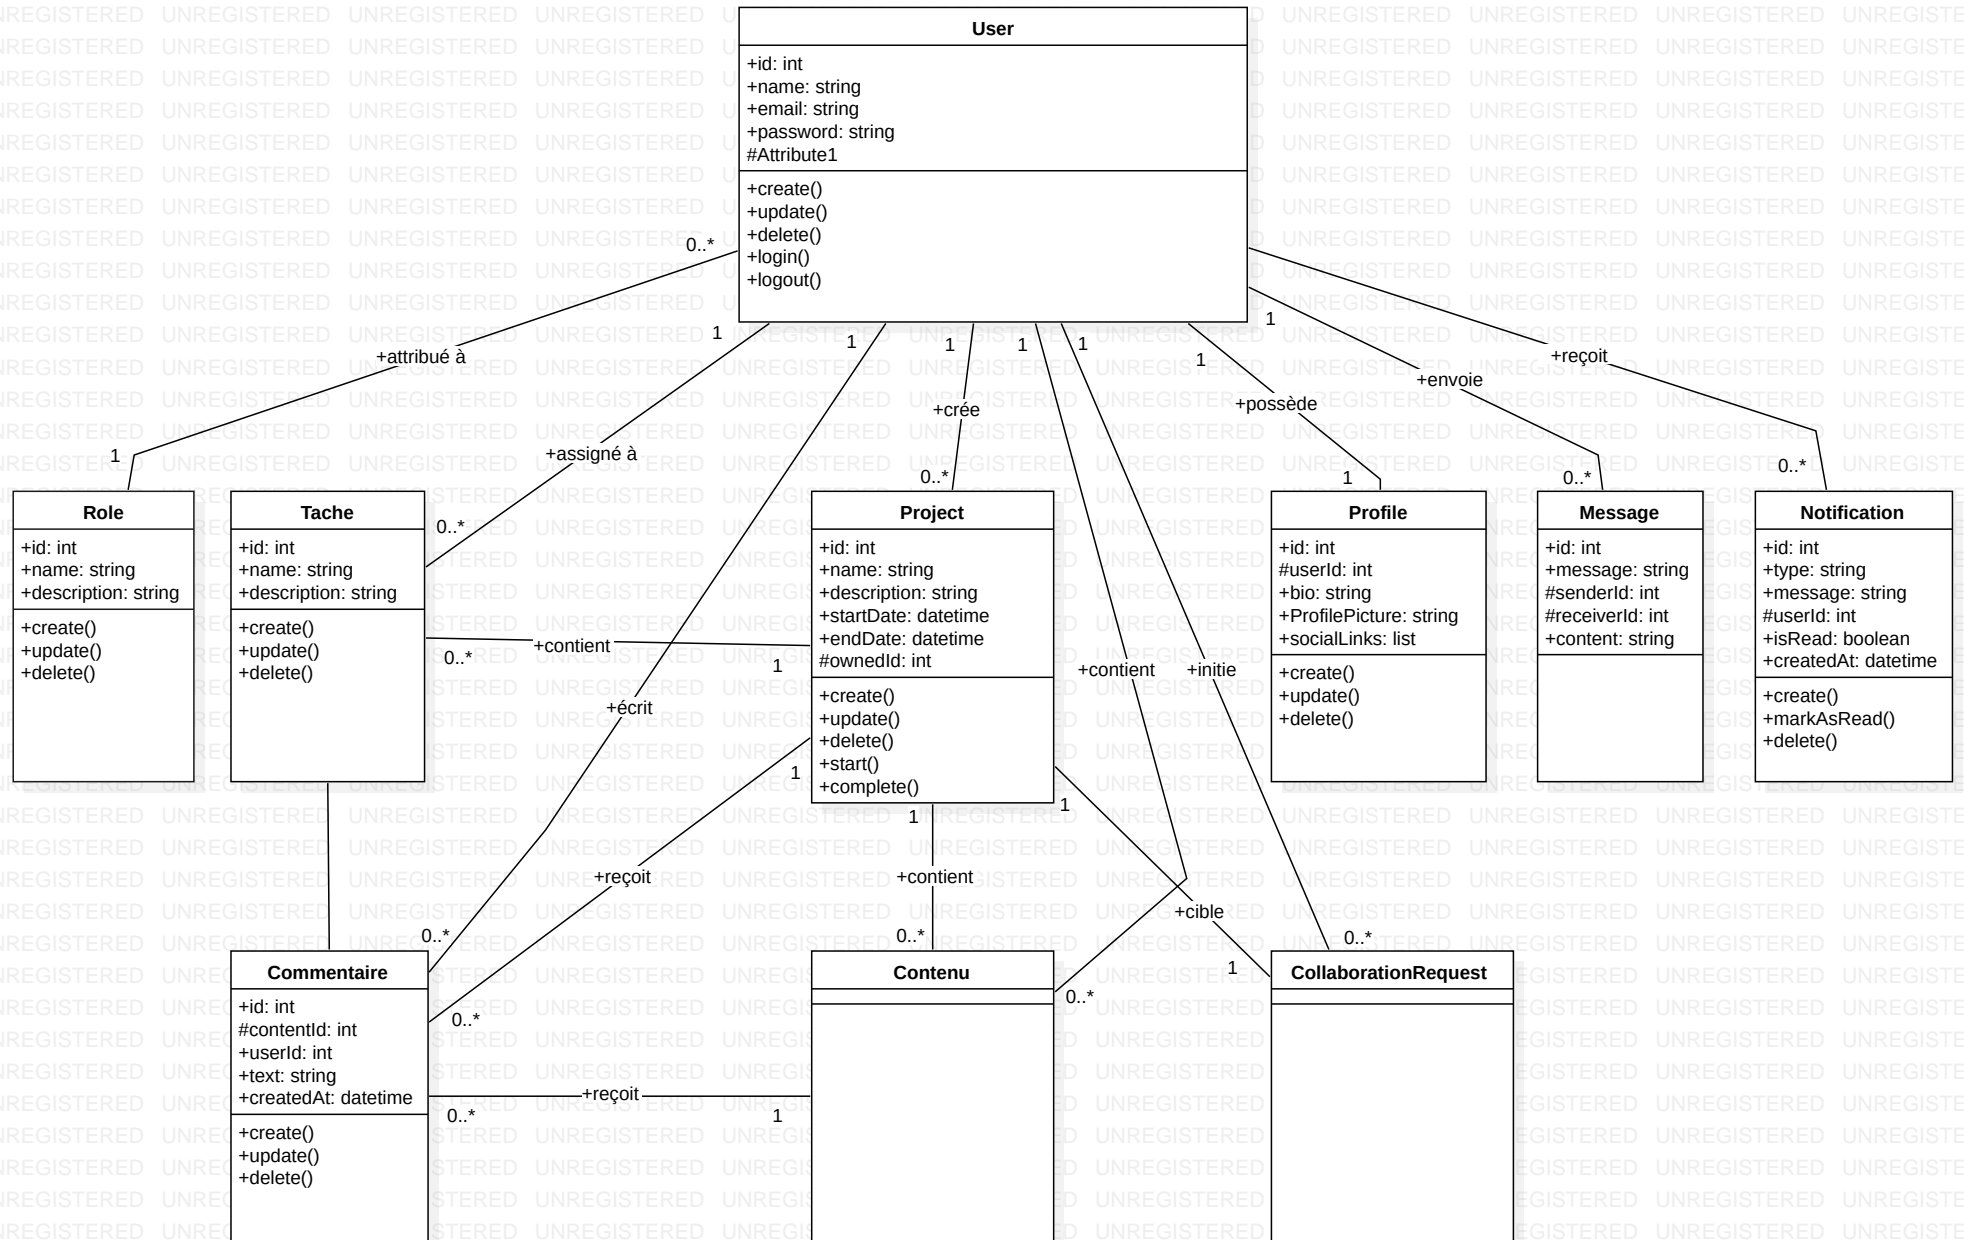 User
+id: int
+name: string
+email: string
+password: string
#Attribute1
+create()
+update()
+delete()
+login()
+logout()
0..*
+attribué à
1
1
+assigné à
0..*
1
+écrit
0..*
1
+crée
0..*
1
+contient
0..*
1
+initie
0..*
1
+possède
1
1
+envoie
0..*
+reçoit
0..*
Role
+id: int
+name: string
+description: string
+create()
+update()
+delete()
Tache
+id: int
+name: string
+description: string
+create()
+update()
+delete()
0..*
+contient
1
Project
+id: int
+name: string
+description: string
+startDate: datetime
+endDate: datetime
#ownedId: int
+create()
+update()
+delete()
+start()
+complete()
Profile
+id: int
#userId: int
+bio: string
+ProfilePicture: string
+socialLinks: list
+create()
+update()
+delete()
Message
+id: int
+message: string
#senderId: int
#receiverId: int
+content: string
Notification
+id: int
+type: string
+message: string
#userId: int
+isRead: boolean
+createdAt: datetime
+create()
+markAsRead()
+delete()
1
+reçoit
0..*
1
+contient
0..*
1
+cible
1
Commentaire
+id: int
#contentId: int
+userId: int
+text: string
+createdAt: datetime
+create()
+update()
+delete()
0..*
+reçoit
1
Contenu
CollaborationRequest
UNREGISTERED